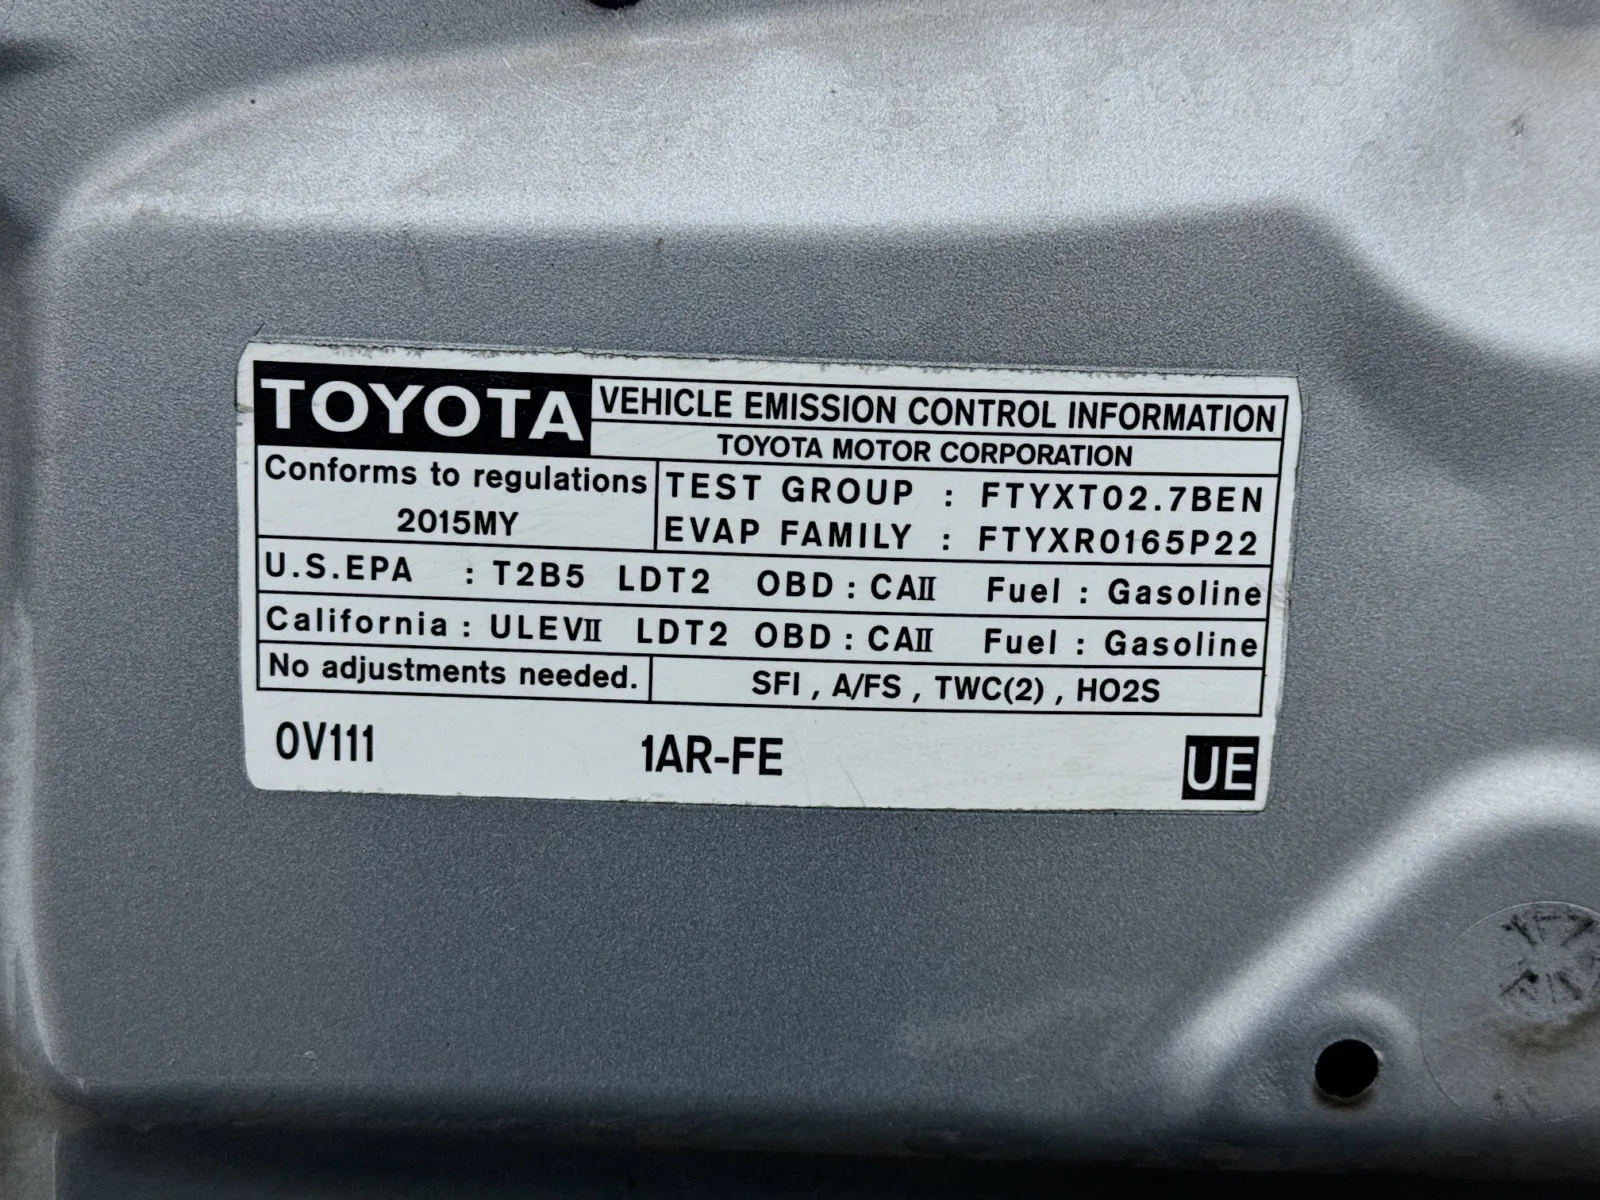 TOYOTA VEHICLE EMISSION CONTROL INFORMATION
TOYOTA MOTOR CORPORATION
Conforms to regulations
2015MY
TEST GROUP : FTYXT02.7BEN
EVAP FAMILY : FTYXR0165P22
U.S.EPA : T2B5 LDT2 OBD : CAⅡ Fuel : Gasoline
California : ULEVⅡ LDT2 OBD : CAⅡ Fuel : Gasoline
No adjustments needed. SFI , A/FS , TWC(2) , HO2S
0V111 1AR-FE UE